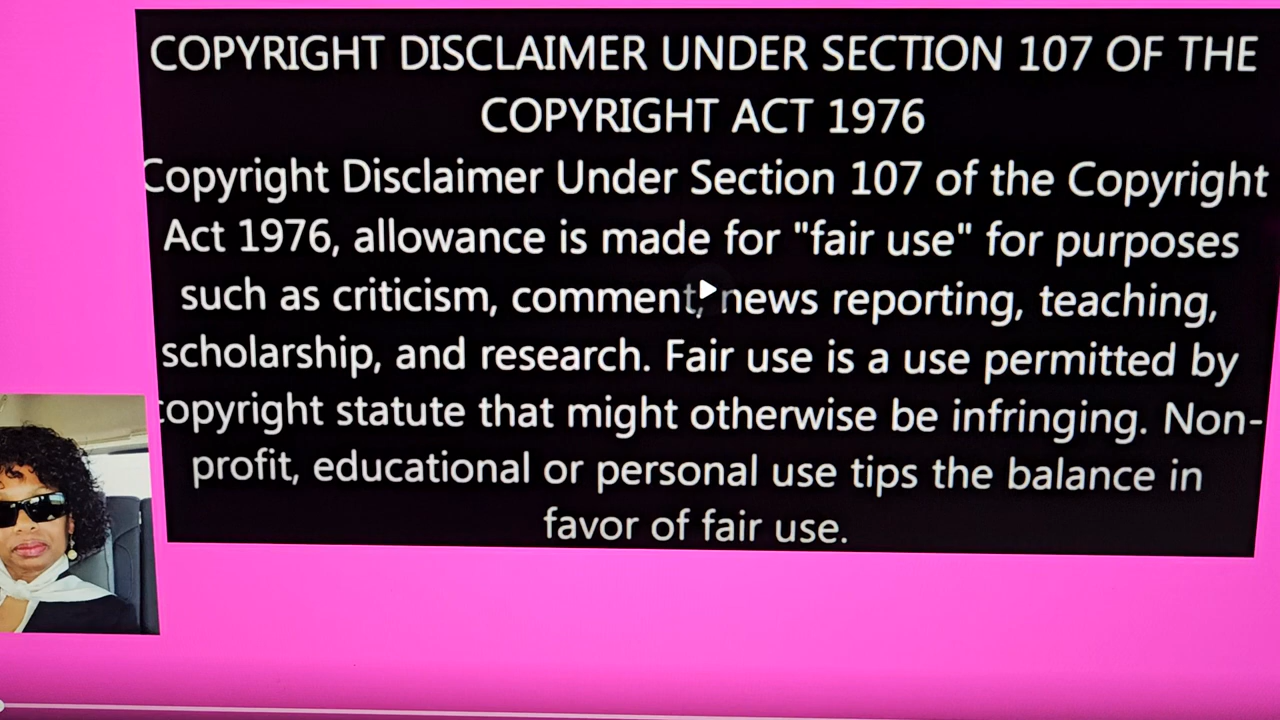 COPYRIGHT DISCLAIMER UNDER SECTION 107 OF THE
COPYRIGHT ACT 1976
Copyright Disclaimer Under Section 107 of the Copyright
Act 1976, allowance is made for "fair use" for purposes
such as criticism, comment, news reporting, teaching,
scholarship, and research. Fair use is a use permitted by
copyright statute that might otherwise be infringing. Non-
profit, educational or personal use tips the balance in
favor of fair use.